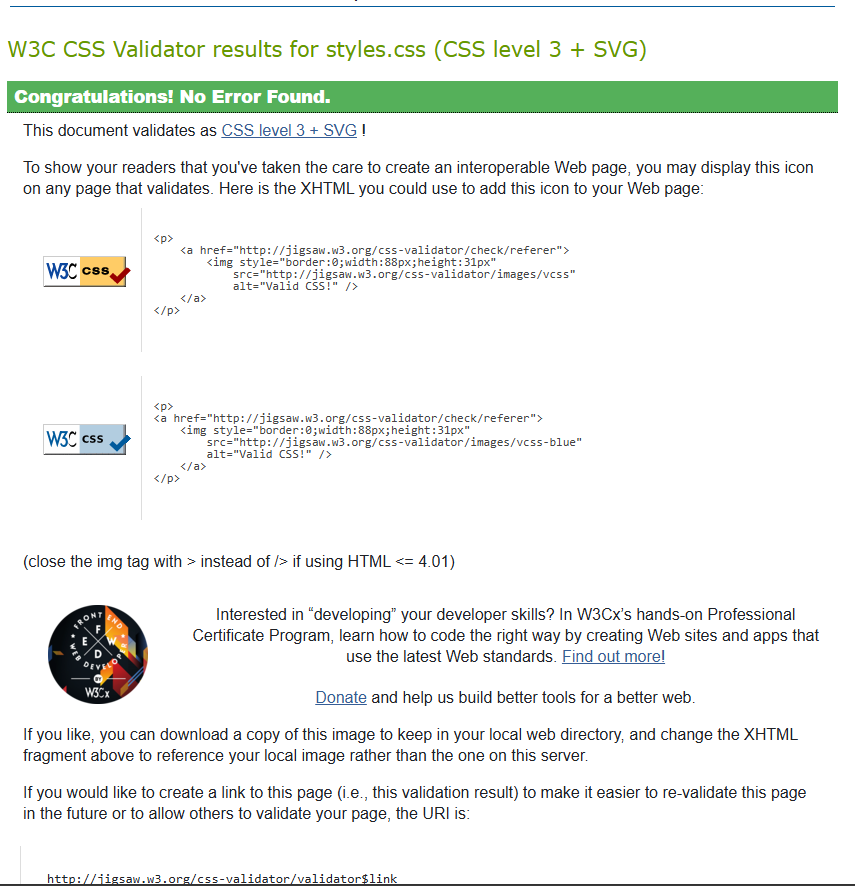 W3C CSS Validator results for styles.css (CSS level 3 + SVG)
Congratulations! No Error Found.
This document validates as CSS level 3 + SVG !
To show your readers that you've taken the care to create an interoperable Web page, you may display this icon
on any page that validates. Here is the XHTML you could use to add this icon to your Web page:
W3C css
<p>
<a href="http://jigsaw.w3.org/css-validator/check/referer">
<img style="border:0;width:88px;height:31px"
src="http://jigsaw.w3.org/css-validator/images/vcss"
alt="Valid CSS!" />
</a>
</p>
W3C css
<p>
<a href="http://jigsaw.w3.org/css-validator/check/referer">
<img style="border:0;width:88px;height:31px"
src="http://jigsaw.w3.org/css-validator/images/vcss-blue"
alt="Valid CSS!" />
</a>
</p>
(close the img tag with > instead of /> if using HTML <= 4.01)
FRONT END
F
E W
D
WEB DEVELOPER
BY
W3Cx
Interested in “developing” your developer skills? In W3Cx’s hands-on Professional
Certificate Program, learn how to code the right way by creating Web sites and apps that
use the latest Web standards. Find out more!
Donate and help us build better tools for a better web.
If you like, you can download a copy of this image to keep in your local web directory, and change the XHTML
fragment above to reference your local image rather than the one on this server.
If you would like to create a link to this page (i.e., this validation result) to make it easier to re-validate this page
in the future or to allow others to validate your page, the URI is:
http://jigsaw.w3.org/css-validator/validator$link